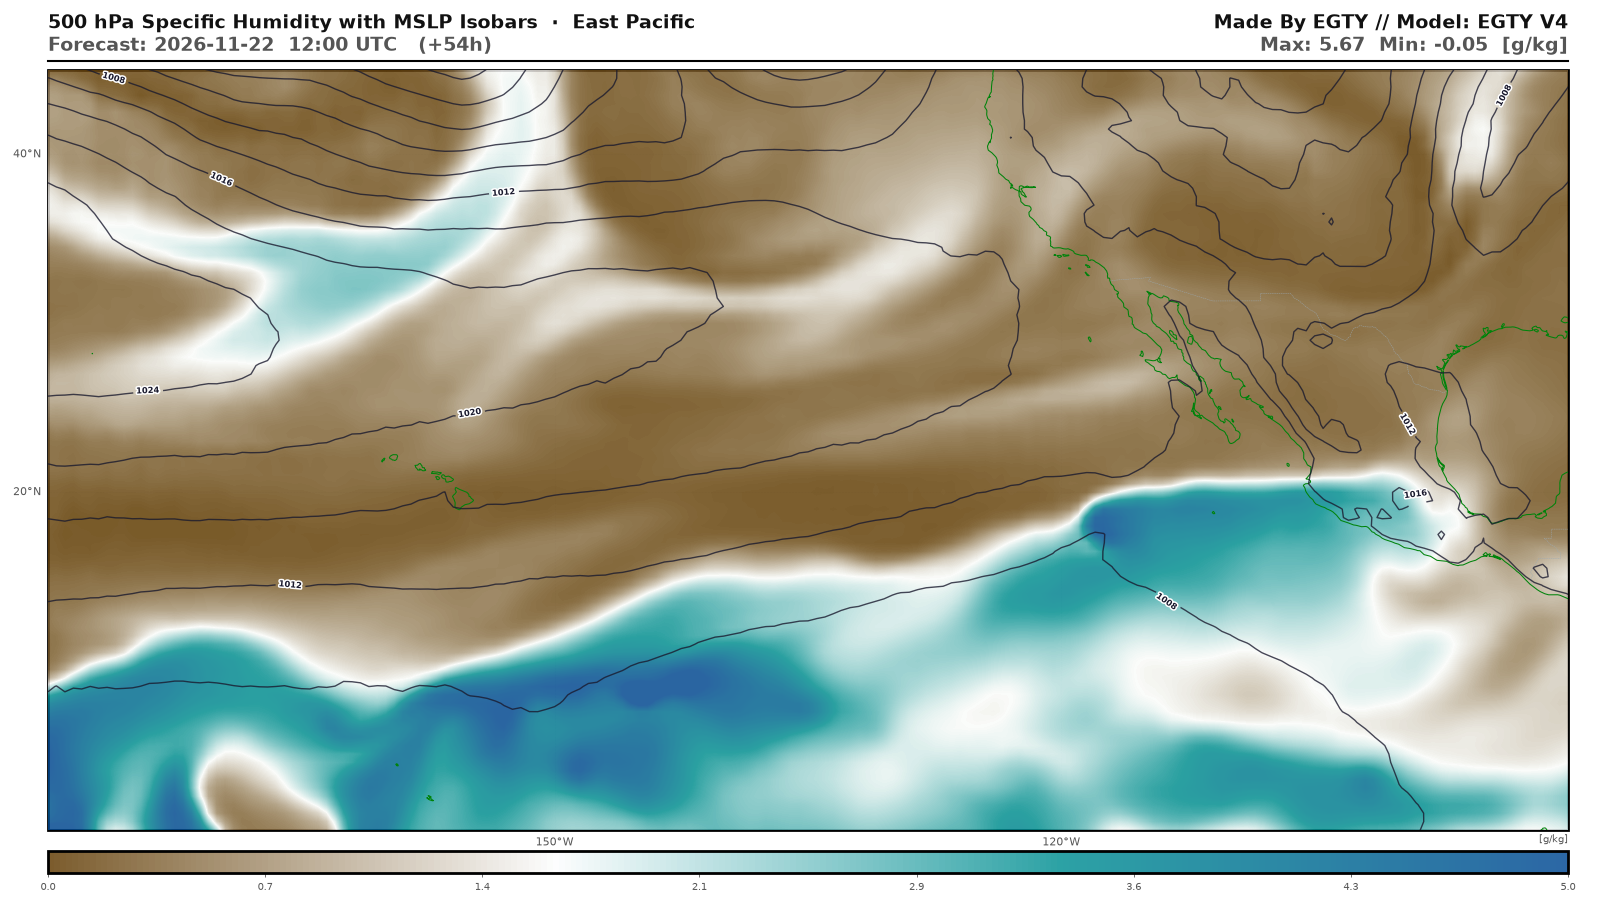 500 hPa Specific Humidity with MSLP Isobars · East Pacific
Made By EGTY // Model: EGTY V4
Forecast: 2026-11-22 12:00 UTC (+54h)
Max: 5.67 Min: -0.05 [g/kg]
1008
1008
40°N
1016
1012
1024
1020
1012
20°N
1016
1012
1008
150°W
120°W
[g/kg]
0.0
0.7
1.4
2.1
2.9
3.6
4.3
5.0